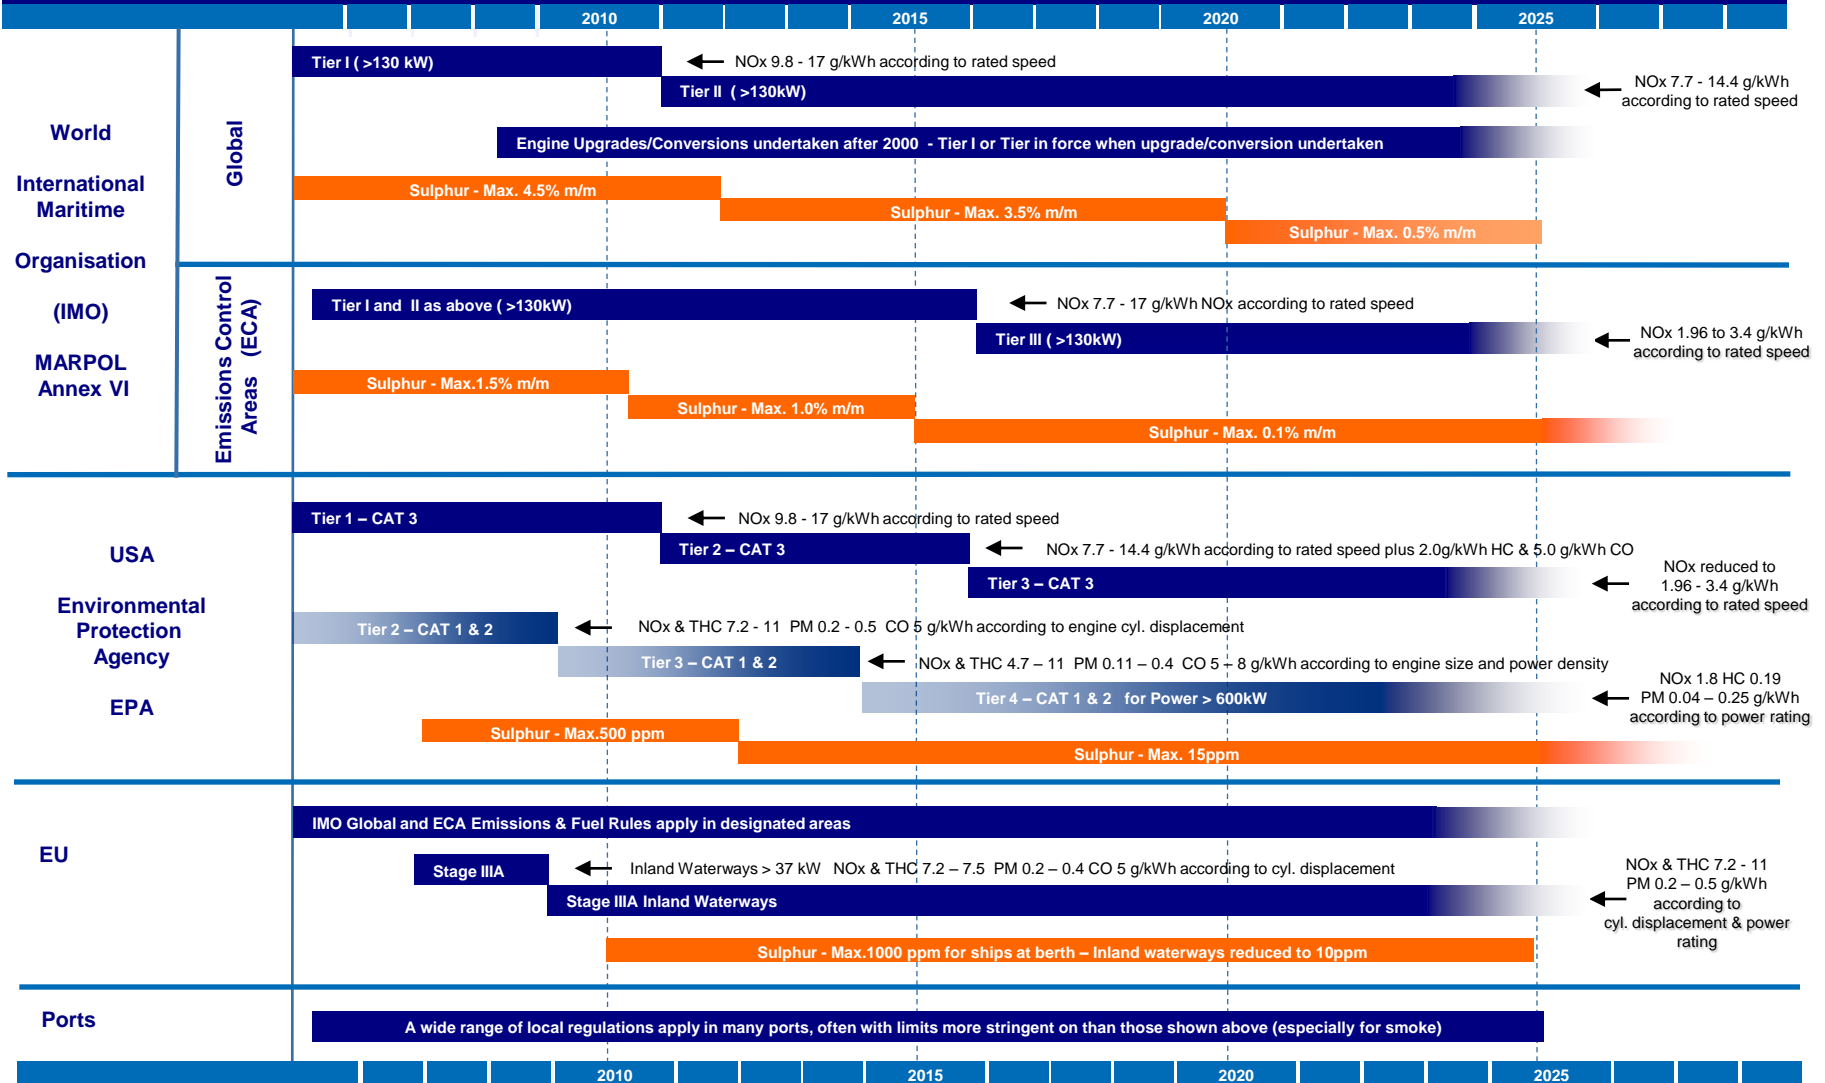 2010 2015 2020 2025
World
International
Maritime
Organisation
(IMO)
MARPOL
Annex VI
Global
Tier I ( >130 kW)
NOx 9.8 - 17 g/kWh according to rated speed
Tier II ( >130kW)
NOx 7.7 - 14.4 g/kWh
according to rated speed
Engine Upgrades/Conversions undertaken after 2000 - Tier I or Tier in force when upgrade/conversion undertaken
Sulphur - Max. 4.5% m/m
Sulphur - Max. 3.5% m/m
Sulphur - Max. 0.5% m/m
Emissions Control
Areas (ECA)
Tier I and II as above ( >130kW)
NOx 7.7 - 17 g/kWh NOx according to rated speed
Tier III ( >130kW)
NOx 1.96 to 3.4 g/kWh
according to rated speed
Sulphur - Max.1.5% m/m
Sulphur - Max. 1.0% m/m
Sulphur - Max. 0.1% m/m
USA
Environmental
Protection
Agency
EPA
Tier 1 – CAT 3
NOx 9.8 - 17 g/kWh according to rated speed
Tier 2 – CAT 3
NOx 7.7 - 14.4 g/kWh according to rated speed plus 2.0g/kWh HC & 5.0 g/kWh CO
Tier 3 – CAT 3
NOx reduced to
1.96 - 3.4 g/kWh
according to rated speed
Tier 2 – CAT 1 & 2
NOx & THC 7.2 - 11 PM 0.2 - 0.5 CO 5 g/kWh according to engine cyl. displacement
Tier 3 – CAT 1 & 2
NOx & THC 4.7 – 11 PM 0.11 – 0.4 CO 5 – 8 g/kWh according to engine size and power density
Tier 4 – CAT 1 & 2 for Power > 600kW
NOx 1.8 HC 0.19
PM 0.04 – 0.25 g/kWh
according to power rating
Sulphur - Max.500 ppm
Sulphur - Max. 15ppm
EU
IMO Global and ECA Emissions & Fuel Rules apply in designated areas
Stage IIIA
Inland Waterways > 37 kW NOx & THC 7.2 – 7.5 PM 0.2 – 0.4 CO 5 g/kWh according to cyl. displacement
Stage IIIA Inland Waterways
NOx & THC 7.2 - 11
PM 0.2 – 0.5 g/kWh
according to
cyl. displacement & power
rating
Sulphur - Max.1000 ppm for ships at berth – Inland waterways reduced to 10ppm
Ports
A wide range of local regulations apply in many ports, often with limits more stringent on than those shown above (especially for smoke)
2010 2015 2020 2025